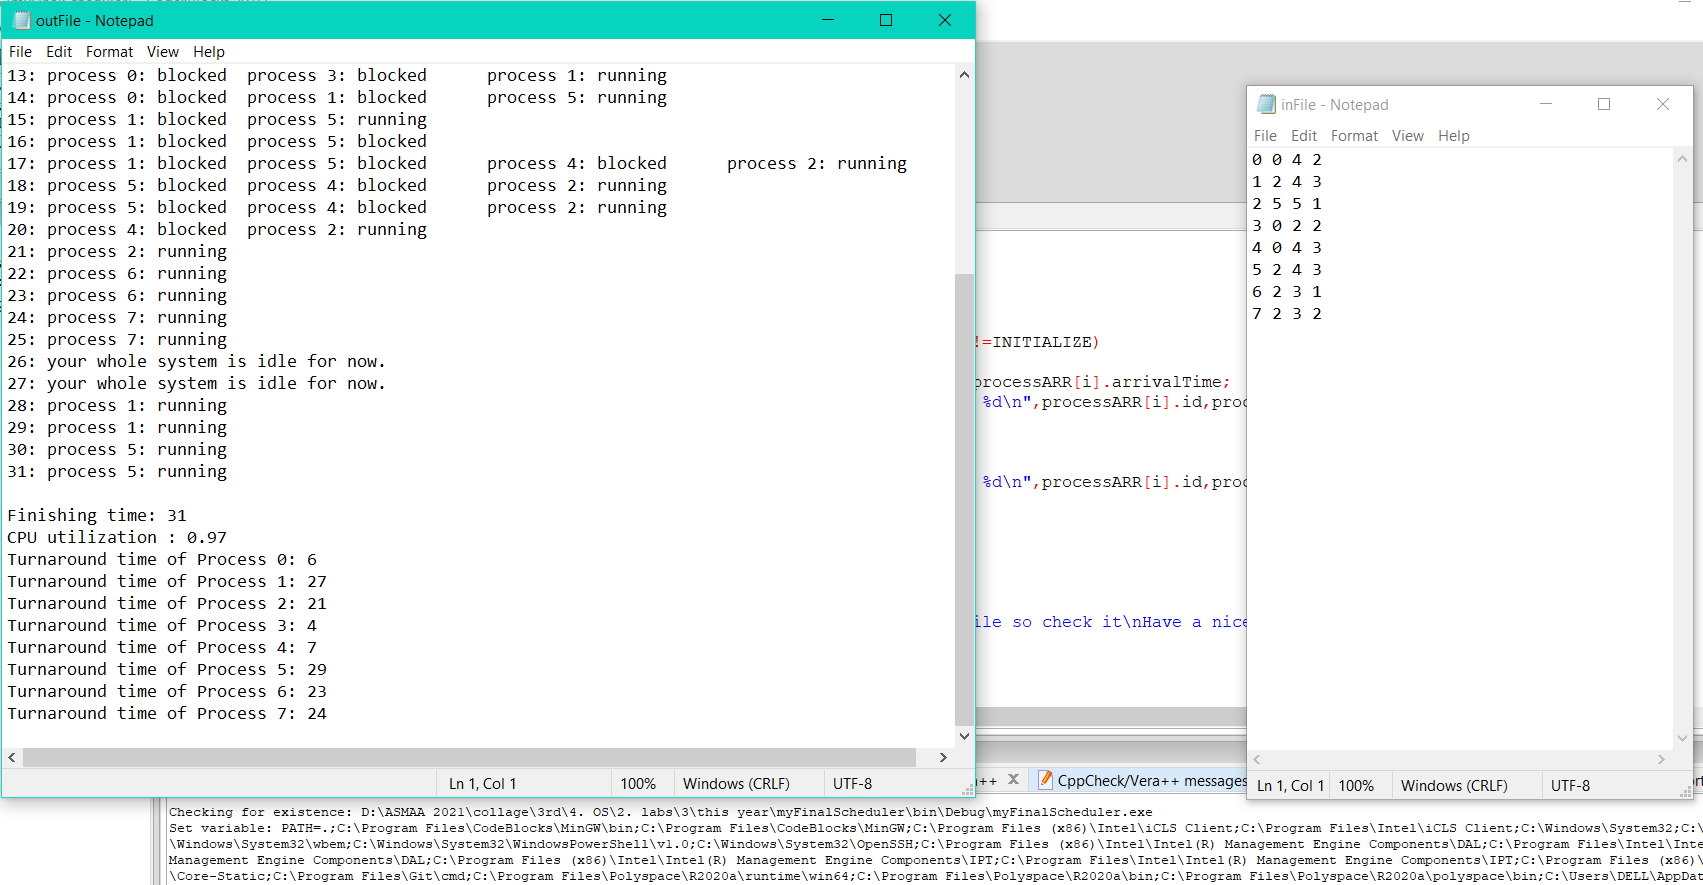 outFile - Notepad
File Edit Format View Help
13: process 0: blocked process 3: blocked process 1: running
14: process 0: blocked process 1: blocked process 5: running
15: process 1: blocked process 5: running
16: process 1: blocked process 5: blocked
17: process 1: blocked process 5: blocked process 4: blocked process 2: running
18: process 5: blocked process 4: blocked process 2: running
19: process 5: blocked process 4: blocked process 2: running
20: process 4: blocked process 2: running
21: process 2: running
22: process 6: running
23: process 6: running
24: process 7: running
25: process 7: running
26: your whole system is idle for now.
27: your whole system is idle for now.
28: process 1: running
29: process 1: running
30: process 5: running
31: process 5: running
Finishing time: 31
CPU utilization : 0.97
Turnaround time of Process 0: 6
Turnaround time of Process 1: 27
Turnaround time of Process 2: 21
Turnaround time of Process 3: 4
Turnaround time of Process 4: 7
Turnaround time of Process 5: 29
Turnaround time of Process 6: 23
Turnaround time of Process 7: 24
Ln 1, Col 1 100% Windows (CRLF) UTF-8
inFile - Notepad
File Edit Format View Help
0 0 4 2
1 2 4 3
2 5 5 1
3 0 2 2
4 0 4 3
5 2 4 3
6 2 3 1
7 2 3 2
Ln 1, Col 1 100% Windows (CRLF) UTF-8
!=INITIALIZE)
processARR[i].arrivalTime;
%d\n",processARR[i].id,proc
%d\n",processARR[i].id,proc
ile so check it\nHave a nice
++ CppCheck/Vera++ messages
Checking for existence: D:\ASMAA 2021\collage\3rd\4. OS\2. labs\3\this year\myFinalScheduler\bin\Debug\myFinalScheduler.exe
Set variable: PATH=.;C:\Program Files\CodeBlocks\MinGW\bin;C:\Program Files\CodeBlocks\MinGW;C:\Program Files (x86)\Intel\iCLS Client;C:\Program Files\Intel\iCLS Client;C:\Windows\System32;C:\
\Windows\System32\wbem;C:\Windows\System32\WindowsPowerShell\v1.0;C:\Windows\System32\OpenSSH;C:\Program Files (x86)\Intel\Intel(R) Management Engine Components\DAL;C:\Program Files\Intel\Inte
Management Engine Components\DAL;C:\Program Files (x86)\Intel\Intel(R) Management Engine Components\IPT;C:\Program Files\Intel\Intel(R) Management Engine Components\IPT;C:\Program Files (x86)\
\Core-Static;C:\Program Files\Git\cmd;C:\Program Files\Polyspace\R2020a\runtime\win64;C:\Program Files\Polyspace\R2020a\bin;C:\Program Files\Polyspace\R2020a\polyspace\bin;C:\Users\DELL\AppDat